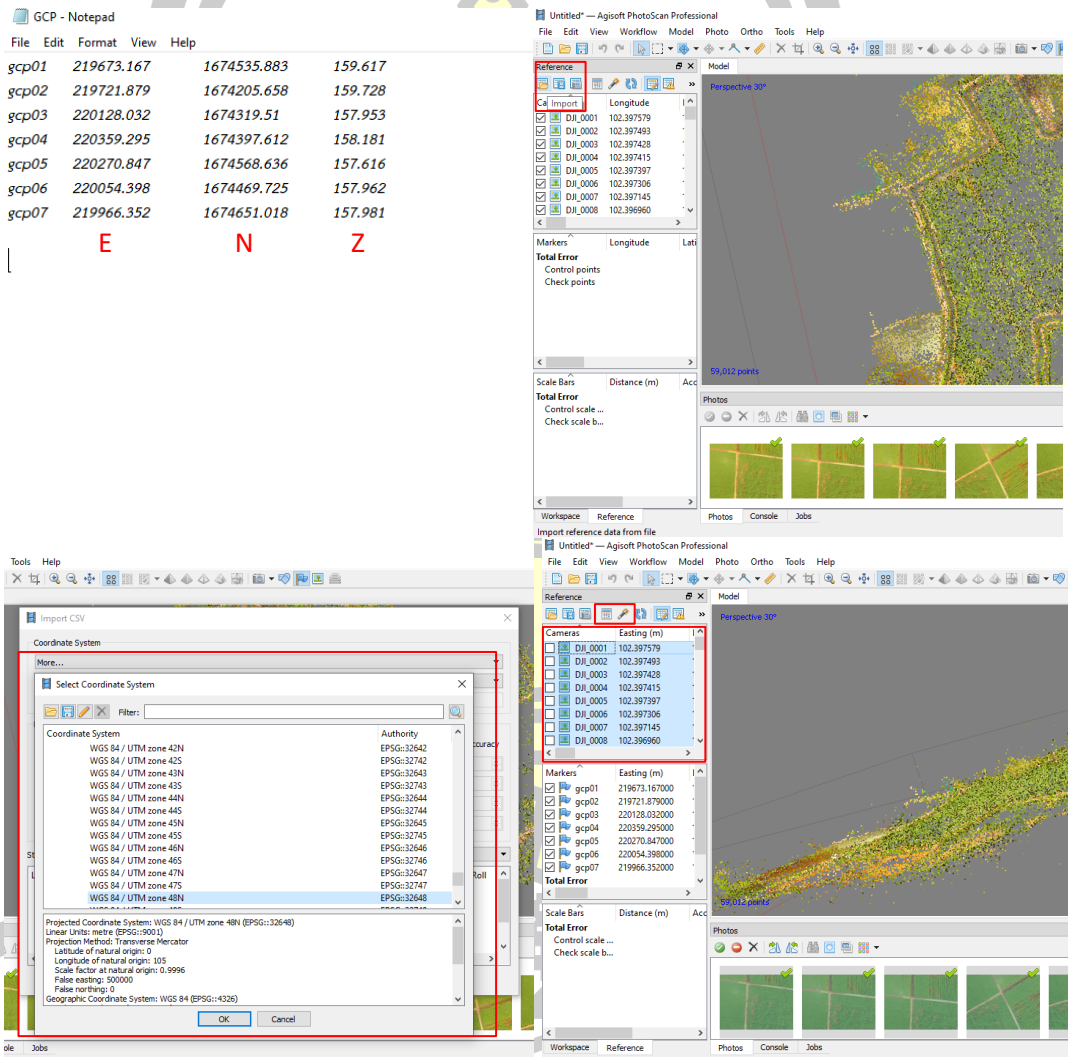 GCP - Notepad
File Edit Format View Help
gcp01 219673.167 1674535.883 159.617
gcp02 219721.879 1674205.658 159.728
gcp03 220128.032 1674319.51 157.953
gcp04 220359.295 1674397.612 158.181
gcp05 220270.847 1674568.636 157.616
gcp06 220054.398 1674469.725 157.962
gcp07 219966.352 1674651.018 157.981
E N Z
Untitled* — Agisoft PhotoScan Professional
File Edit View Workflow Model Photo Ortho Tools Help
Reference
Model
Ca Import Longitude
DJI_0001 102.397579
DJI_0002 102.397493
DJI_0003 102.397428
DJI_0004 102.397415
DJI_0005 102.397397
DJI_0006 102.397306
DJI_0007 102.397145
DJI_0008 102.396960
Markers Longitude Lati
Total Error
Control points
Check points
Scale Bars Distance (m) Acc
Total Error
Control scale ...
Check scale b...
Workspace Reference
Import reference data from file
Perspective 30°
59,012 points
Photos
Photos Console Jobs
Tools Help
Import CSV
Coordinate System
More...
Select Coordinate System
Filter:
Coordinate System Authority
WGS 84 / UTM zone 42N EPSG::32642
WGS 84 / UTM zone 42S EPSG::32742
WGS 84 / UTM zone 43N EPSG::32643
WGS 84 / UTM zone 43S EPSG::32743
WGS 84 / UTM zone 44N EPSG::32644
WGS 84 / UTM zone 44S EPSG::32744
WGS 84 / UTM zone 45N EPSG::32645
WGS 84 / UTM zone 45S EPSG::32745
WGS 84 / UTM zone 46N EPSG::32646
WGS 84 / UTM zone 46S EPSG::32746
WGS 84 / UTM zone 47N EPSG::32647
WGS 84 / UTM zone 47S EPSG::32747
WGS 84 / UTM zone 48N EPSG::32648
Projected Coordinate System: WGS 84 / UTM zone 48N (EPSG::32648)
Linear Units: metre (EPSG::9001)
Projection Method: Transverse Mercator
Latitude of natural origin: 0
Longitude of natural origin: 105
Scale factor at natural origin: 0.9996
False easting: 500000
False northing: 0
Geographic Coordinate System: WGS 84 (EPSG::4326)
OK Cancel
ccuracy
St
Roll
ole Jobs
Untitled* — Agisoft PhotoScan Professional
File Edit View Workflow Model Photo Ortho Tools Help
Reference
Model
Cameras Easting (m)
DJI_0001 102.397579
DJI_0002 102.397493
DJI_0003 102.397428
DJI_0004 102.397415
DJI_0005 102.397397
DJI_0006 102.397306
DJI_0007 102.397145
DJI_0008 102.396960
Markers Easting (m)
gcp01 219673.167000
gcp02 219721.879000
gcp03 220128.032000
gcp04 220359.295000
gcp05 220270.847000
gcp06 220054.398000
gcp07 219966.352000
Total Error
Scale Bars Distance (m) Acc
Total Error
Control scale ...
Check scale b...
Workspace Reference
Perspective 30°
59,012 points
Photos
Photos Console Jobs